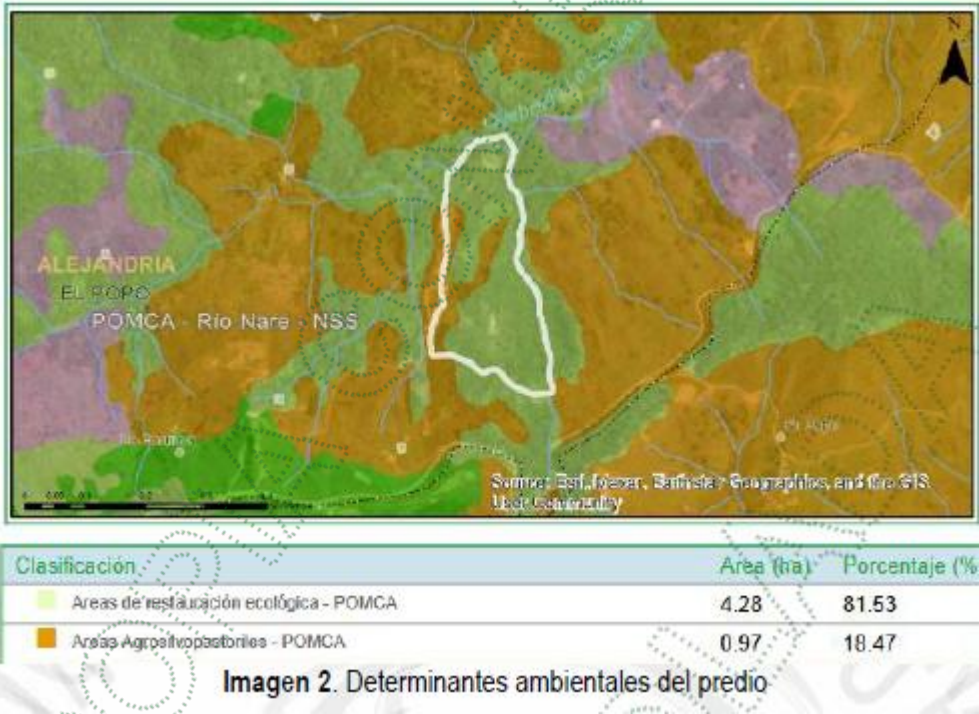 N
ALEJANDRIA
EL POPO
POMCA - Río Nare - NSS
Source: Esri, Maxar, Earthstar Geographics, and the GIS
User Community
Clasificación Area (ha) Porcentaje (%
Areas de restauración ecológica - POMCA 4.28 81.53
Areas Agrosilvopastoriles - POMCA 0.97 18.47
Imagen 2. Determinantes ambientales del predio